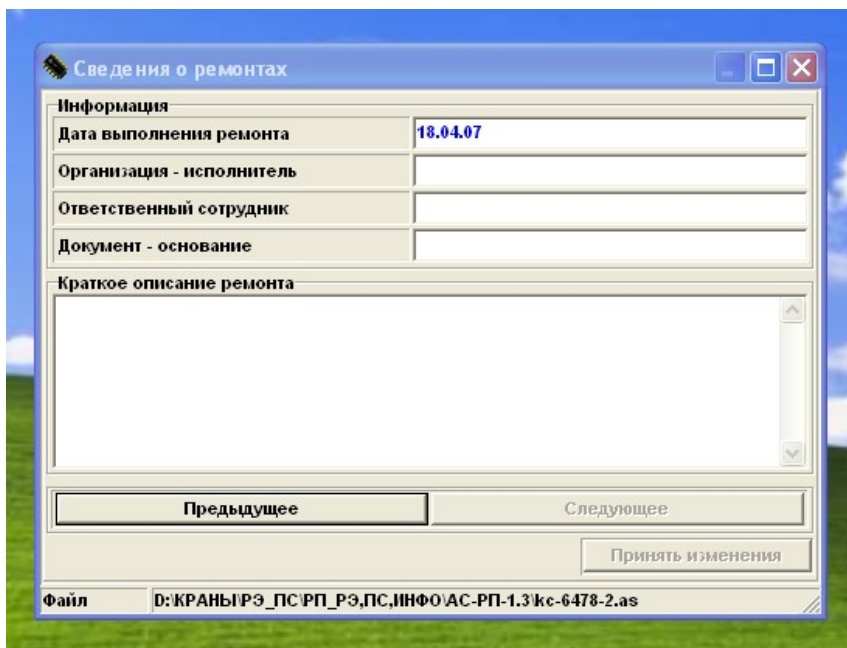 Сведения о ремонтах
Информация
Дата выполнения ремонта 18.04.07
Организация - исполнитель
Ответственный сотрудник
Документ - основание
Краткое описание ремонта
Предыдущее Следующее
Принять изменения
Файл D:\КРАНЫ\РЭ_ПС\РП_РЭ,ПС,ИНФО\АС-РП-1.3\kc-6478-2.as